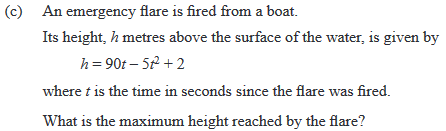 (c) An emergency flare is fired from a boat.
Its height, h metres above the surface of the water, is given by
h = 90t – 5t² + 2
where t is the time in seconds since the flare was fired.
What is the maximum height reached by the flare?